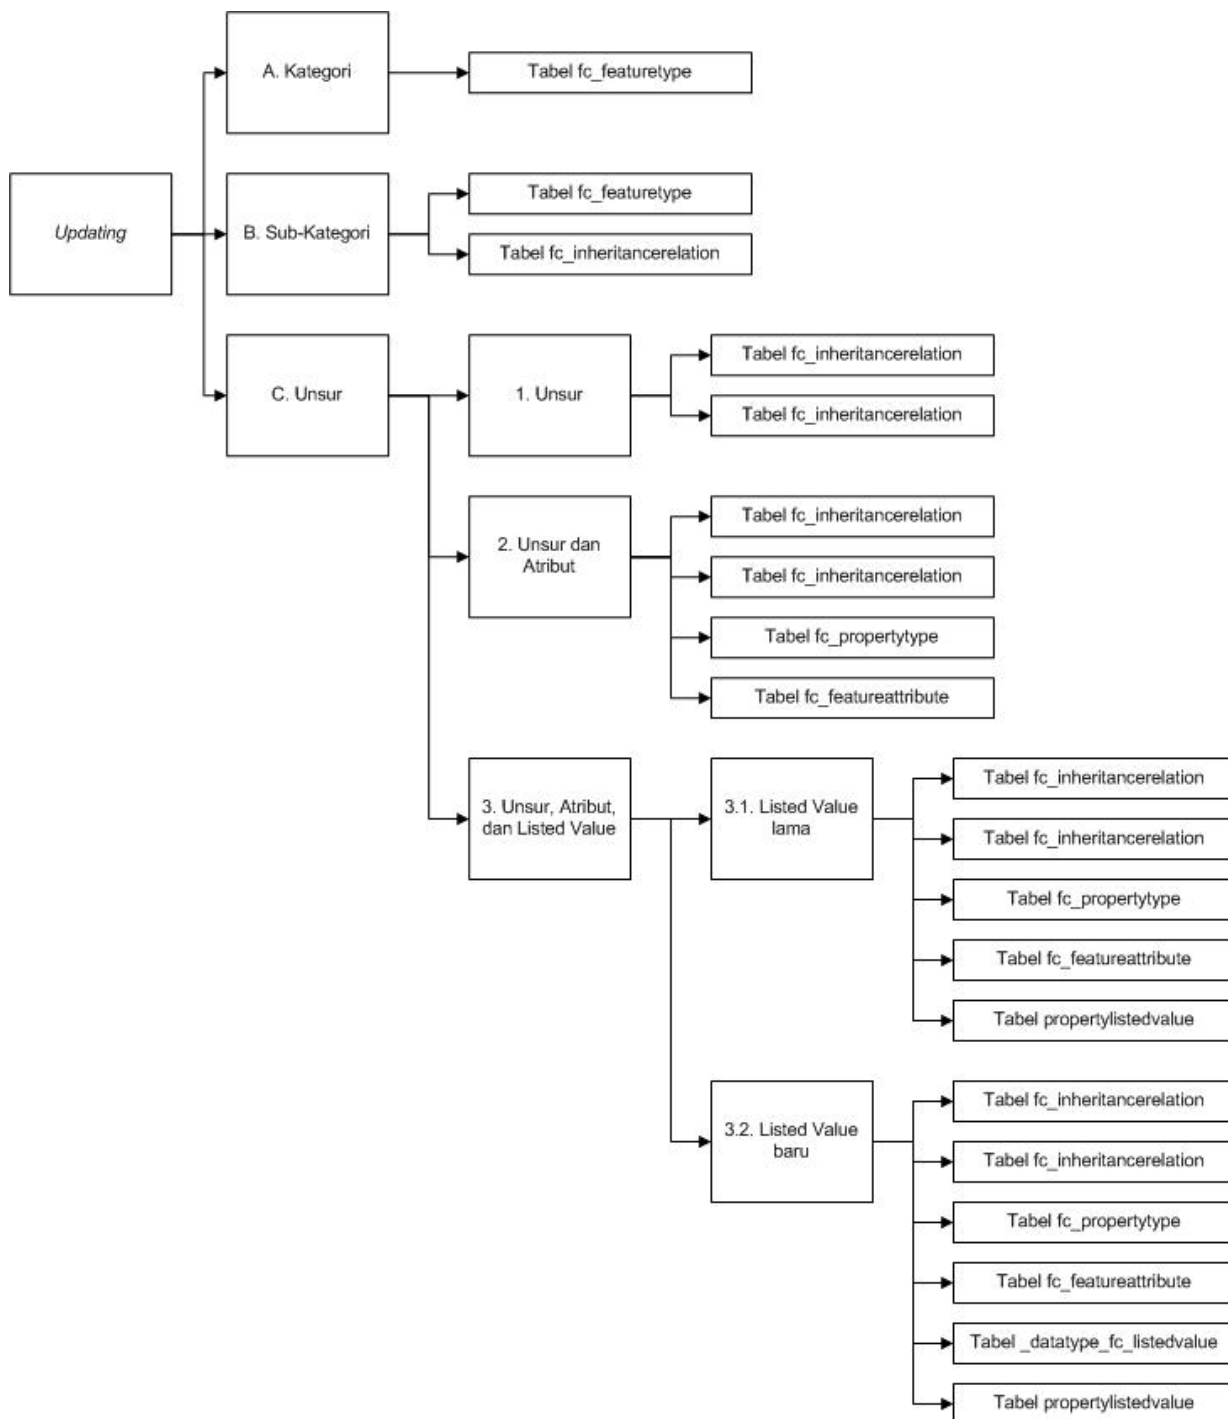 A. Kategori
Tabel fc_featuretype
Updating
B. Sub-Kategori
Tabel fc_featuretype
Tabel fc_inheritancerelation
C. Unsur
1. Unsur
Tabel fc_inheritancerelation
Tabel fc_inheritancerelation
2. Unsur dan
Atribut
Tabel fc_inheritancerelation
Tabel fc_inheritancerelation
Tabel fc_propertytype
Tabel fc_featureattribute
3. Unsur, Atribut,
dan Listed Value
3.1. Listed Value
lama
Tabel fc_inheritancerelation
Tabel fc_inheritancerelation
Tabel fc_propertytype
Tabel fc_featureattribute
Tabel propertylistedvalue
3.2. Listed Value
baru
Tabel fc_inheritancerelation
Tabel fc_inheritancerelation
Tabel fc_propertytype
Tabel fc_featureattribute
Tabel _datatype_fc_listedvalue
Tabel propertylistedvalue